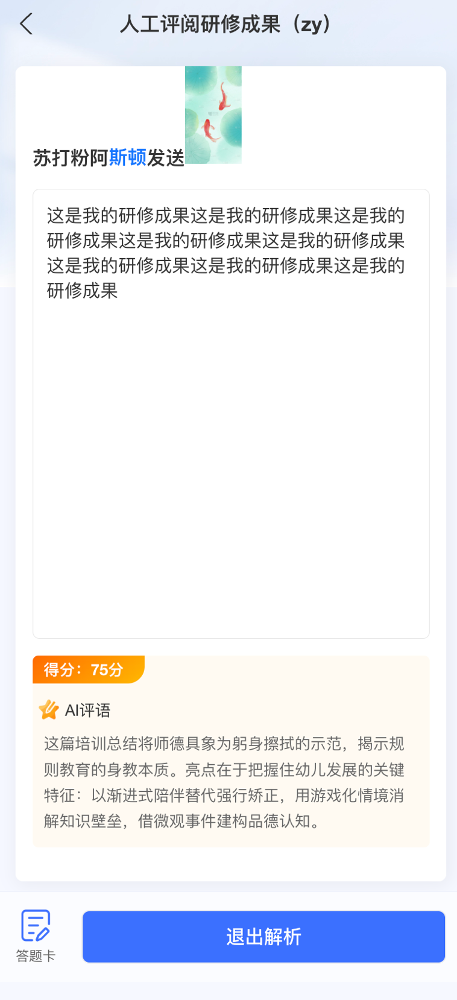 人工评阅研修成果（zy）
苏打粉阿斯顿发送
这是我的研修成果这是我的研修成果这是我的
研修成果这是我的研修成果这是我的研修成果
这是我的研修成果这是我的研修成果这是我的
研修成果
得分：75分
AI评语
这篇培训总结将师德具象为躬身擦拭的示范，揭示规
则教育的身教本质。亮点在于把握住幼儿发展的关键
特征：以渐进式陪伴替代强行矫正，用游戏化情境消
解知识壁垒，借微观事件建构品德认知。
退出解析
答题卡